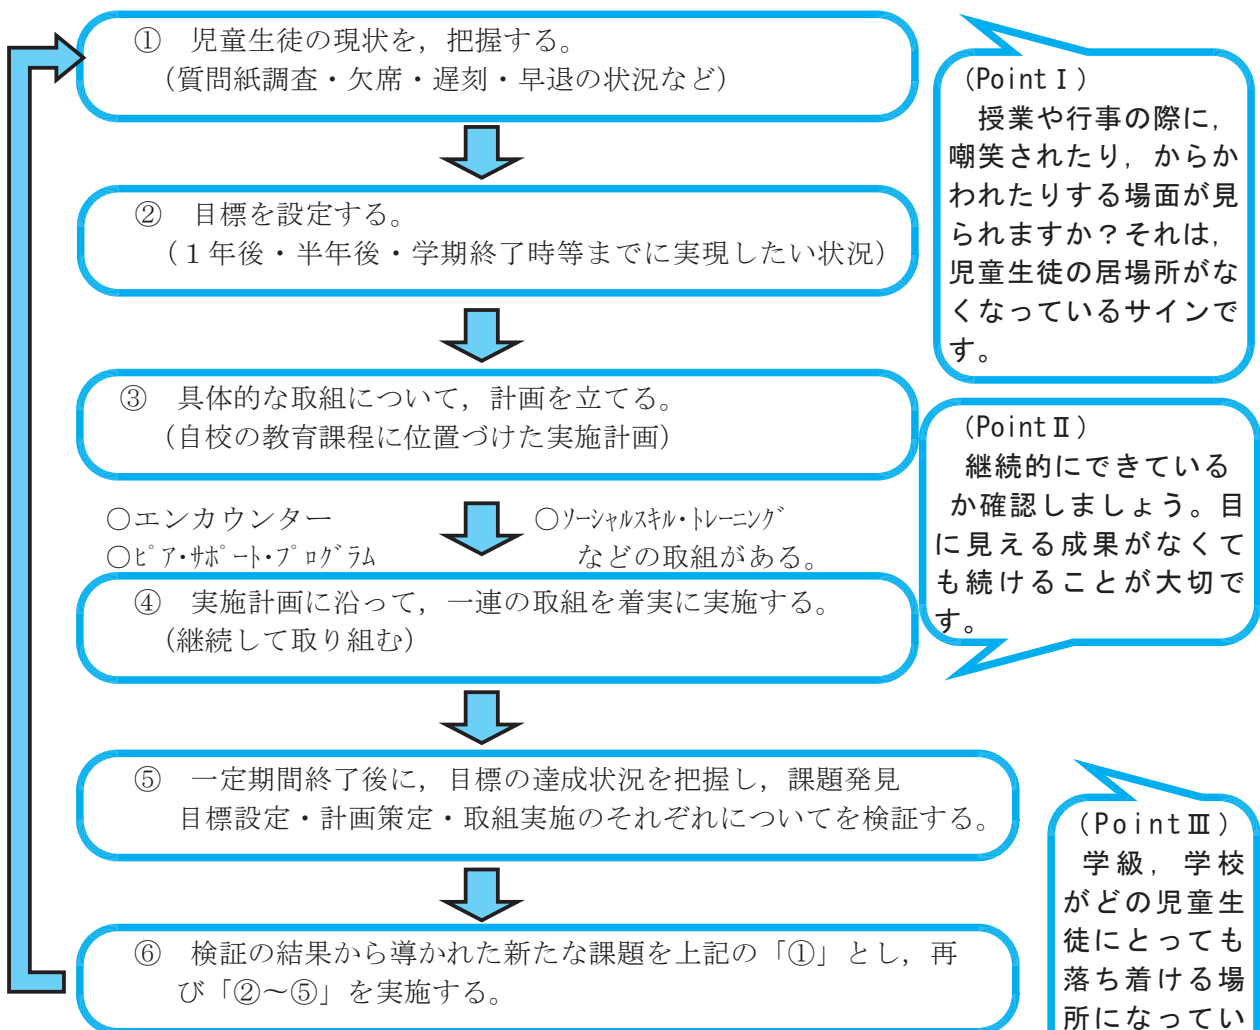 ① 児童生徒の現状を，把握する。
（質問紙調査・欠席・遅刻・早退の状況など）
（PointⅠ）
授業や行事の際に，
嘲笑されたり，からか
われたりする場面が見
られますか？それは，
児童生徒の居場所がな
くなっているサインで
す。
② 目標を設定する。
（１年後・半年後・学期終了時等までに実現したい状況）
③ 具体的な取組について，計画を立てる。
（自校の教育課程に位置づけた実施計画）
（PointⅡ）
継続的にできている
か確認しましょう。目
に見える成果がなくて
も続けることが大切で
す。
○エンカウンター
○ﾋﾟｱ・ｻﾎﾟｰﾄ・ﾌﾟﾛｸﾞﾗﾑ
○ｿｰｼｬﾙｽｷﾙ・ﾄﾚｰﾆﾝｸﾞ
などの取組がある。
④ 実施計画に沿って，一連の取組を着実に実施する。
（継続して取り組む）
⑤ 一定期間終了後に，目標の達成状況を把握し，課題発見
目標設定・計画策定・取組実施のそれぞれについてを検証する。
（PointⅢ）
学級，学校
がどの児童生
徒にとっても
落ち着ける場
所になってい
⑥ 検証の結果から導かれた新たな課題を上記の「①」とし，再
び「②～⑤」を実施する。